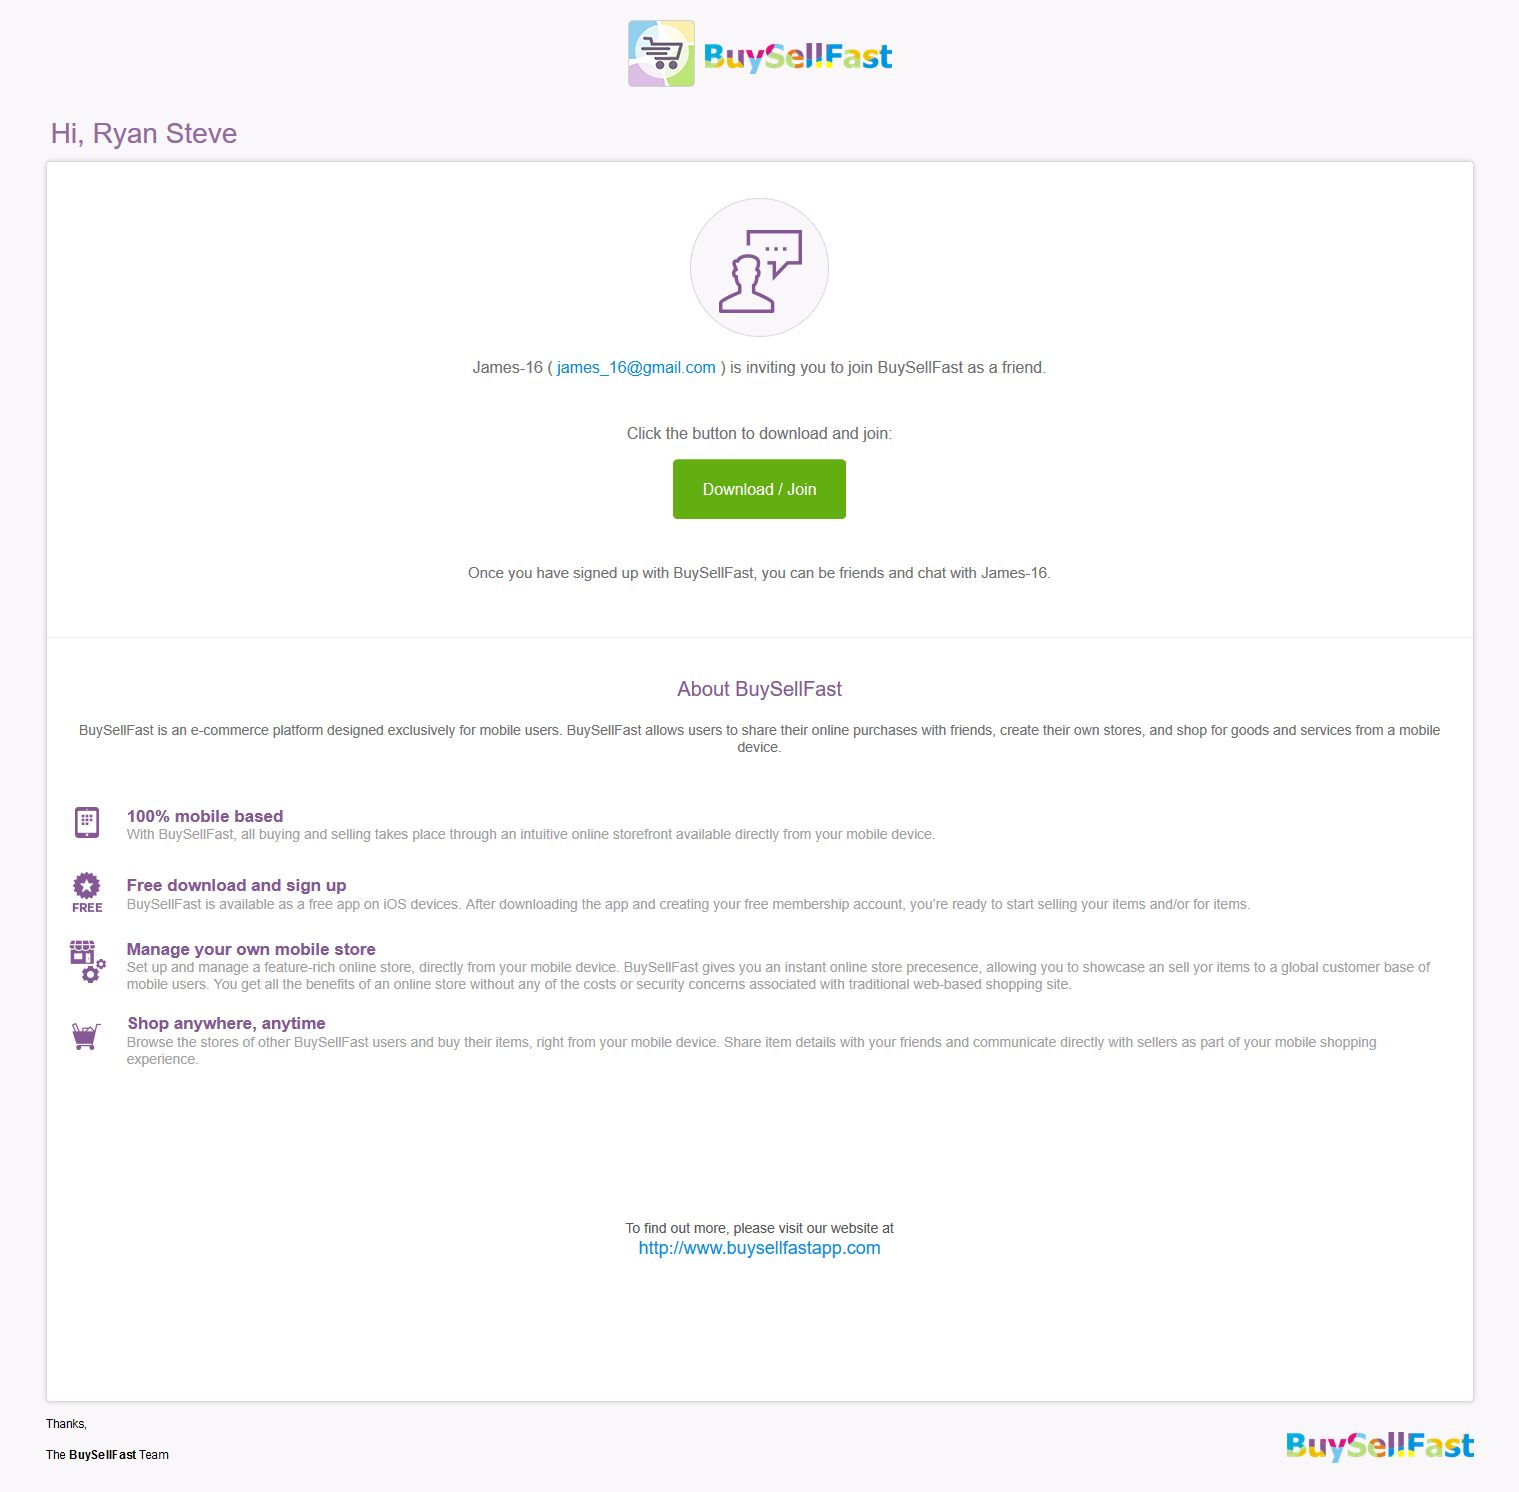 BuySellFast
Hi, Ryan Steve
James-16 ( james_16@gmail.com ) is inviting you to join BuySellFast as a friend.
Click the button to download and join:
Download / Join
Once you have signed up with BuySellFast, you can be friends and chat with James-16.
About BuySellFast
BuySellFast is an e-commerce platform designed exclusively for mobile users. BuySellFast allows users to share their online purchases with friends, create their own stores, and shop for goods and services from a mobile
device.
100% mobile based
With BuySellFast, all buying and selling takes place through an intuitive online storefront available directly from your mobile device.
FREE
Free download and sign up
BuySellFast is available as a free app on iOS devices. After downloading the app and creating your free membership account, you're ready to start selling your items and/or for items.
Manage your own mobile store
Set up and manage a feature-rich online store, directly from your mobile device. BuySellFast gives you an instant online store precesence, allowing you to showcase an sell yor items to a global customer base of
mobile users. You get all the benefits of an online store without any of the costs or security concerns associated with traditional web-based shopping site.
Shop anywhere, anytime
Browse the stores of other BuySellFast users and buy their items, right from your mobile device. Share item details with your friends and communicate directly with sellers as part of your mobile shopping
experience.
To find out more, please visit our website at
http://www.buysellfastapp.com
Thanks,
The BuySellFast Team
BuySellFast